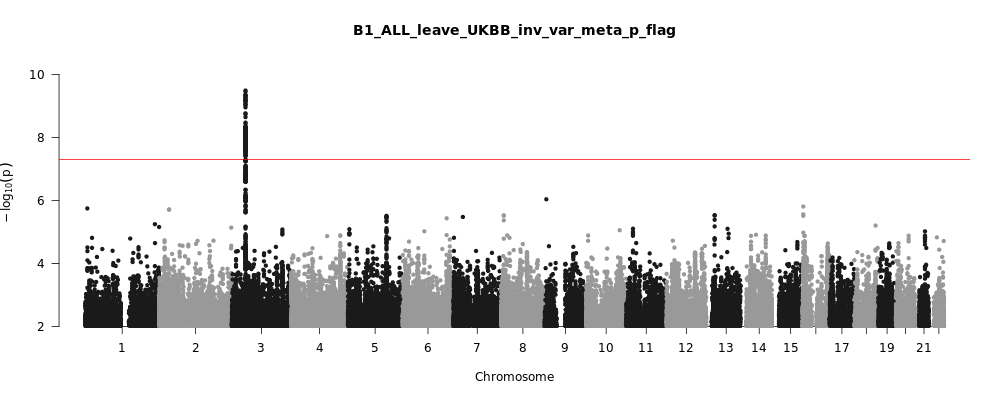 B1_ALL_leave_UKBB_inv_var_meta_p_flag
10
8
6
4
2
−log10(p)
1 2 3 4 5 6 7 8 9 10 11 12 13 14 15 17 19 21
Chromosome